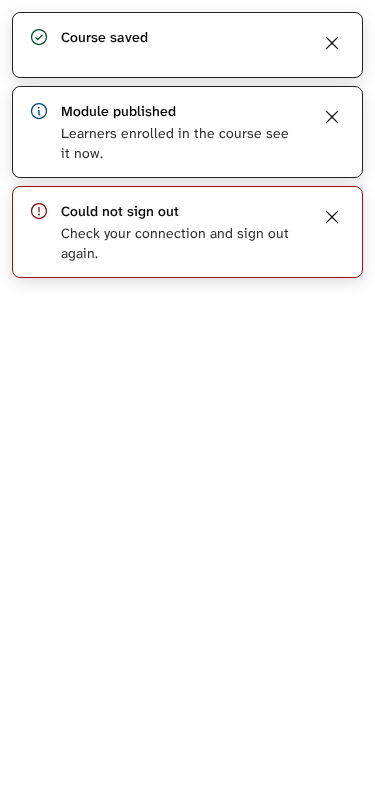 Course saved
Module published
Learners enrolled in the course see
it now.
Could not sign out
Check your connection and sign out
again.